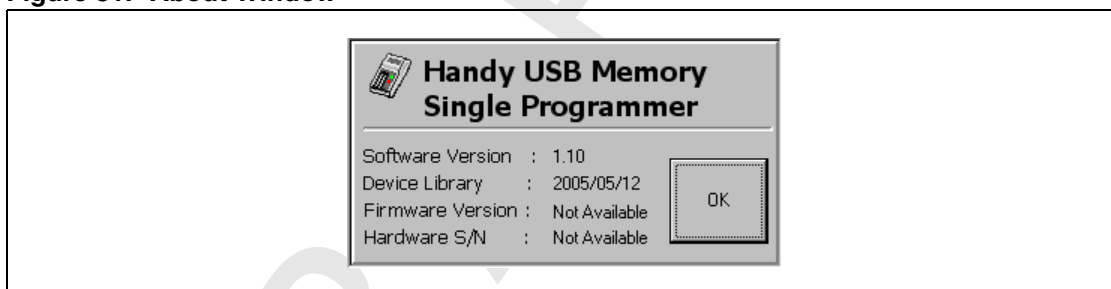 Handy USB Memory
Single Programmer
Software Version : 1.10
Device Library : 2005/05/12
Firmware Version : Not Available
Hardware S/N : Not Available
OK